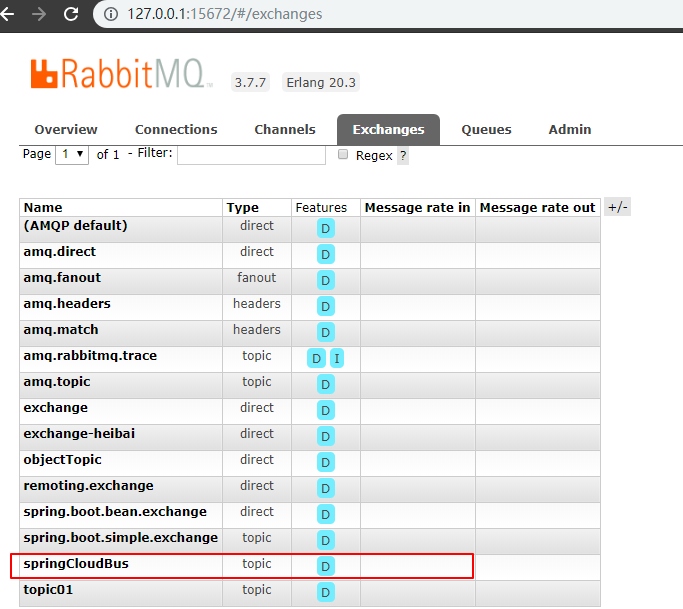 127.0.0.1:15672/#/exchanges
RabbitMQ TM 3.7.7 Erlang 20.3
Overview Connections Channels Exchanges Queues Admin
Page 1 of 1 - Filter: Regex ?
Name Type Features Message rate in Message rate out +/-
(AMQP default) direct D
amq.direct direct D
amq.fanout fanout D
amq.headers headers D
amq.match headers D
amq.rabbitmq.trace topic D I
amq.topic topic D
exchange direct D
exchange-heibai direct D
objectTopic direct D
remoting.exchange direct D
spring.boot.bean.exchange direct D
spring.boot.simple.exchange topic D
springCloudBus topic D
topic01 topic D